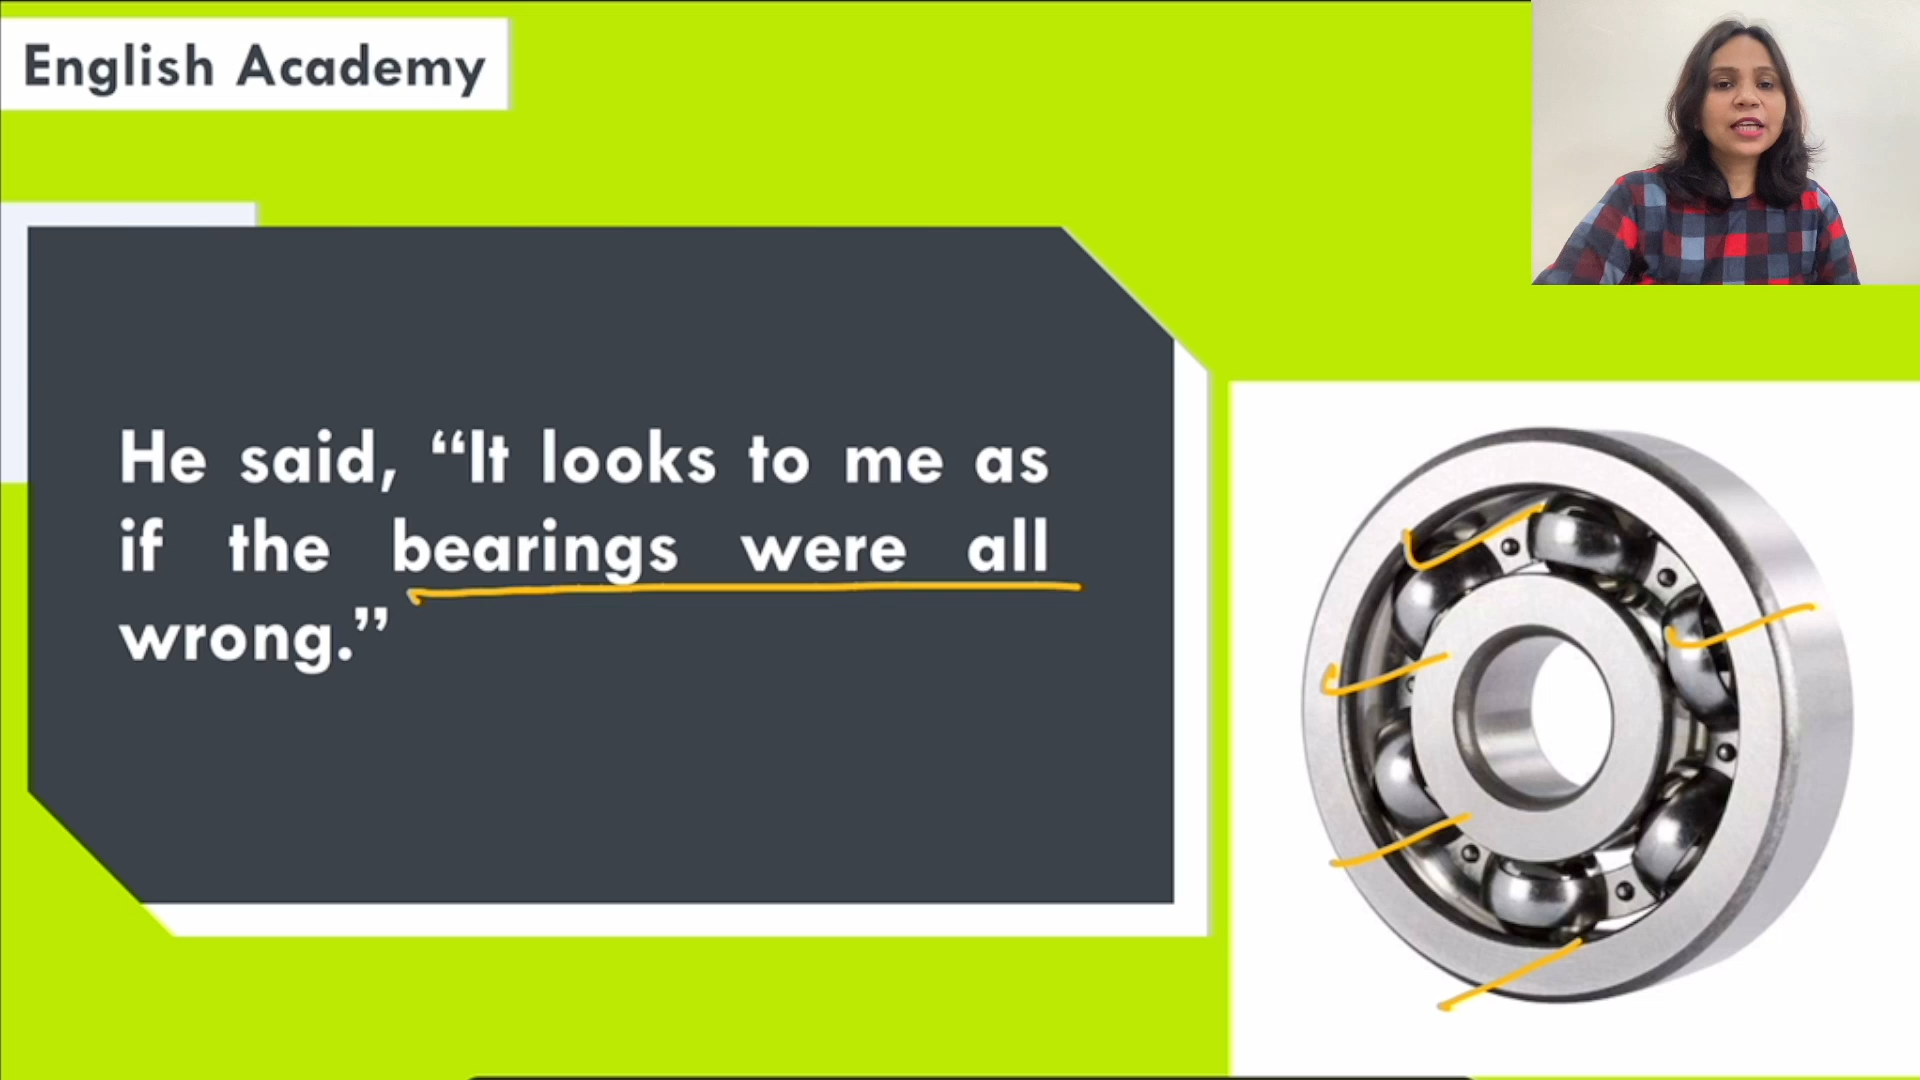 English Academy
He said, “It looks to me as
if the bearings were all
wrong.”